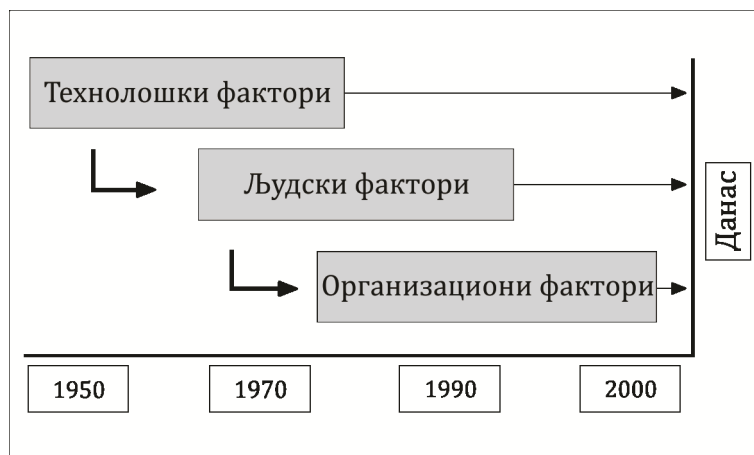 Технолошки фактори
Људски фактори
Организациони фактори
Данас
1950
1970
1990
2000